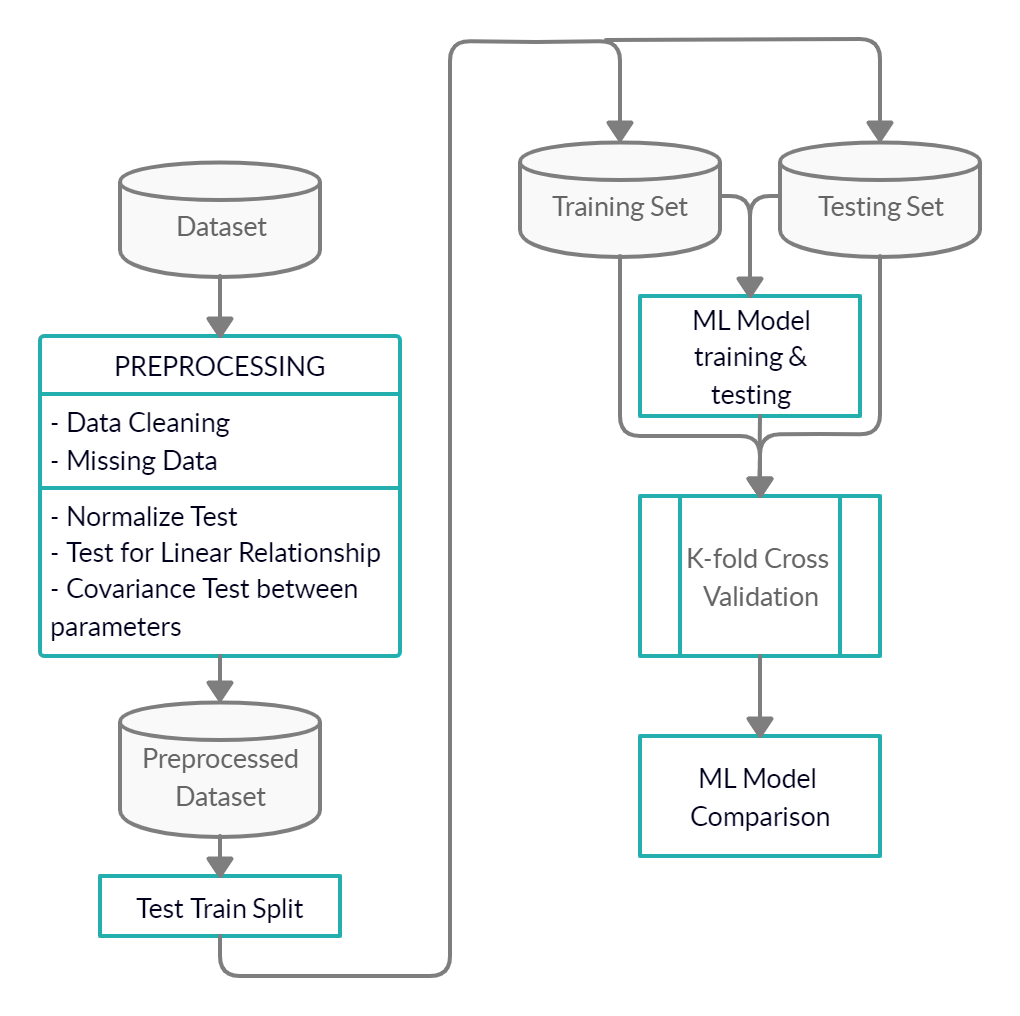 Dataset
PREPROCESSING
- Data Cleaning
- Missing Data
- Normalize Test
- Test for Linear Relationship
- Covariance Test between
parameters
Preprocessed
Dataset
Test Train Split
Training Set
Testing Set
ML Model
training &
testing
K-fold Cross
Validation
ML Model
Comparison